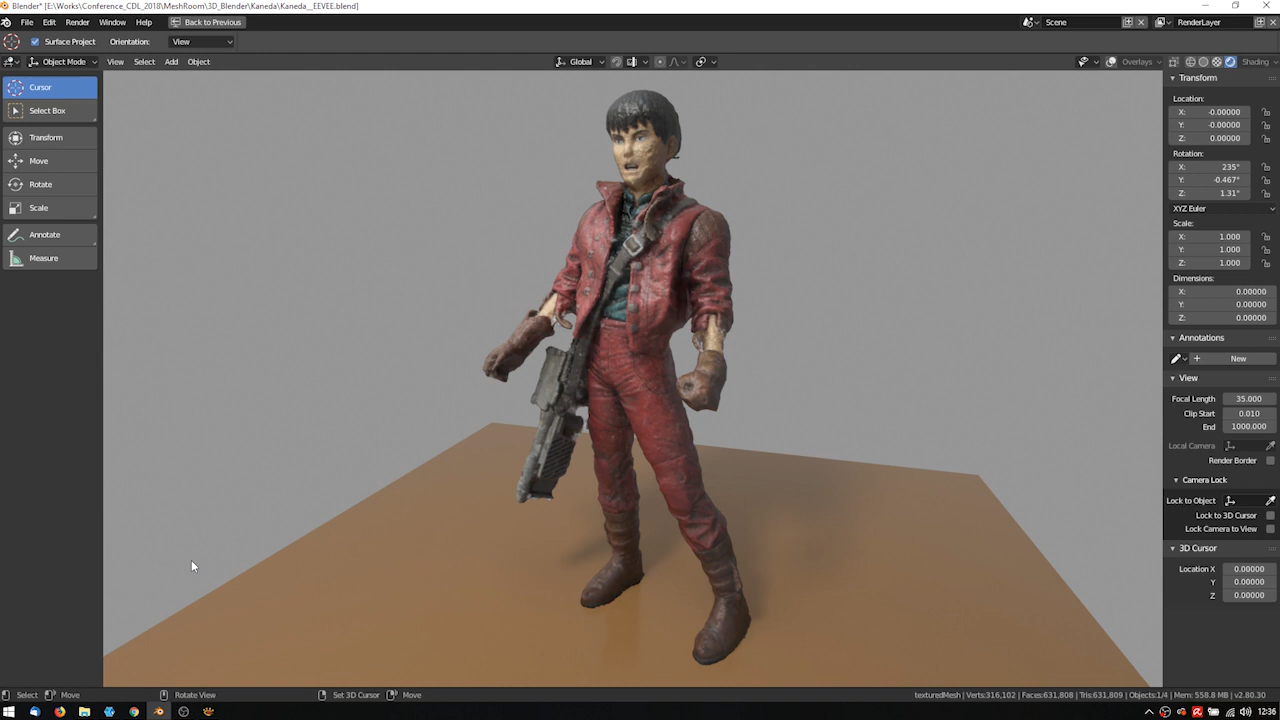 Blender* [E:\Works\Conference_CDL_2018\MeshRoom\3D_Blender\Kaneda\Kaneda__EEVEE.blend]
File Edit Render Window Help Back to Previous Scene RenderLayer
Surface Project Orientation: View
Object Mode View Select Add Object Global Overlays Shading
Cursor
Select Box
Transform
Move
Rotate
Scale
Annotate
Measure
Transform
Location:
X: -0.00000
Y: -0.00000
Z: 0.00000
Rotation:
X: 235°
Y: -0.467°
Z: 1.31°
XYZ Euler
Scale:
X: 1.000
Y: 1.000
Z: 1.000
Dimensions:
X: 0.00000
Y: 0.00000
Z: 0.00000
Annotations
New
View
Focal Length 35.000
Clip Start 0.010
End 1000.000
Local Camera
Render Border
Camera Lock
Lock to Object
Lock to 3D Cursor
Lock Camera to View
3D Cursor
Location X 0.00000
Y 0.00000
Z 0.00000
Select Move Rotate View Set 3D Cursor Move texturedMesh | Verts:316,102 | Faces:631,808 | Tris:631,809 | Objects:1/4 | Mem: 558.8 MB | v2.80.30
12:36